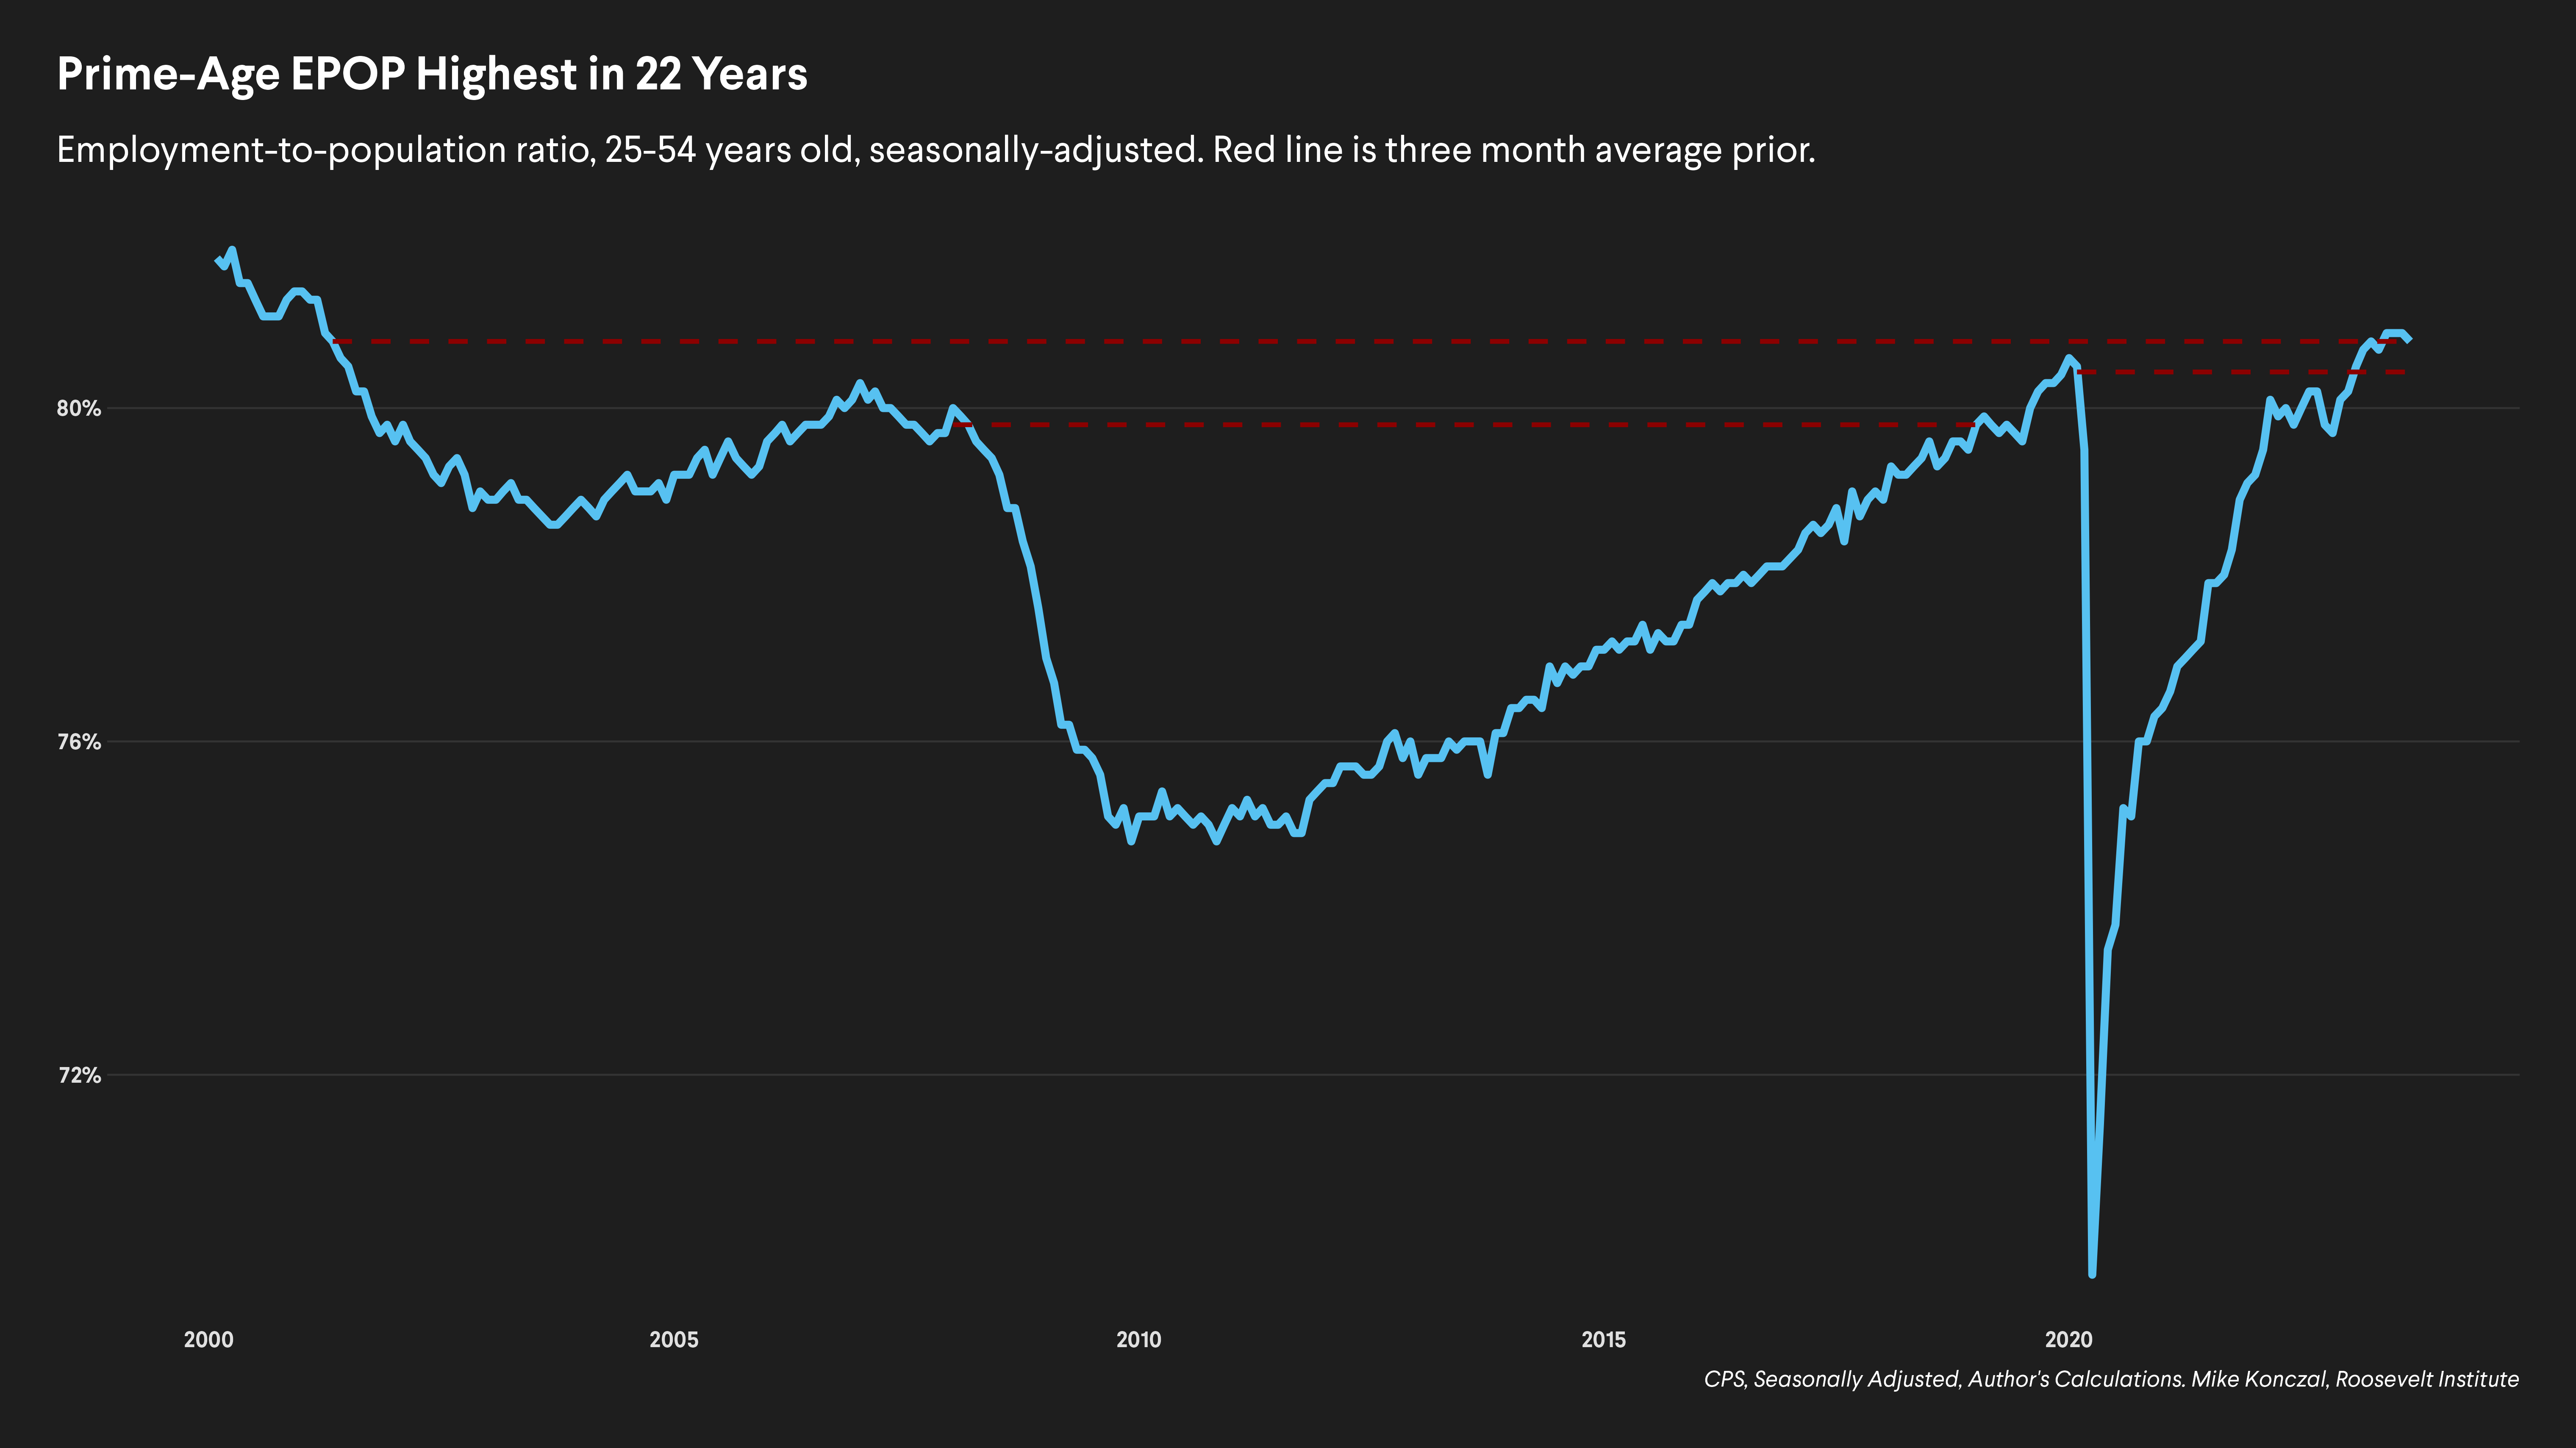 Prime-Age EPOP Highest in 22 Years
Employment-to-population ratio, 25-54 years old, seasonally-adjusted. Red line is three month average prior.
80%
76%
72%
2000
2005
2010
2015
2020
CPS, Seasonally Adjusted, Author's Calculations. Mike Konczal, Roosevelt Institute